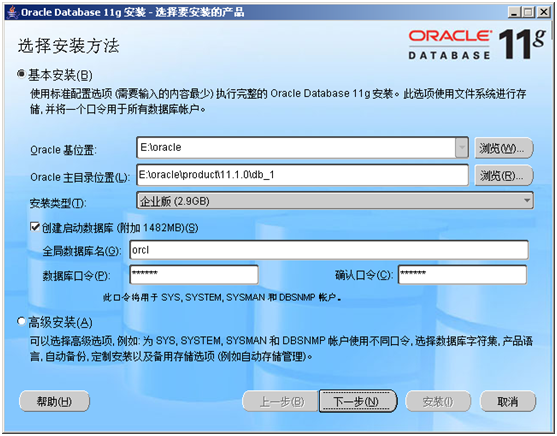 Oracle Database 11g 安装 - 选择要安装的产品
选择安装方法
ORACLE
DATABASE 11g
基本安装(B)
使用标准配置选项 (需要输入的内容最少) 执行完整的 Oracle Database 11g 安装。此选项使用文件系统进行存
储, 并将一个口令用于所有数据库帐户。
Oracle 基位置: E:\oracle 浏览(W)...
Oracle 主目录位置(L): E:\oracle\product\11.1.0\db_1 浏览(R)...
安装类型(T): 企业版 (2.9GB)
创建启动数据库 (附加 1482MB)(S)
全局数据库名(G): orcl
数据库口令(P): ****** 确认口令(C): ******
此口令将用于 SYS, SYSTEM, SYSMAN 和 DBSNMP 帐户。
高级安装(A)
可以选择高级选项, 例如: 为 SYS, SYSTEM, SYSMAN 和 DBSNMP 帐户使用不同口令, 选择数据库字符集, 产品语
言, 自动备份, 定制安装以及备用存储选项 (例如自动存储管理)。
帮助(H) 上一步(B) 下一步(N) 安装(I) 取消